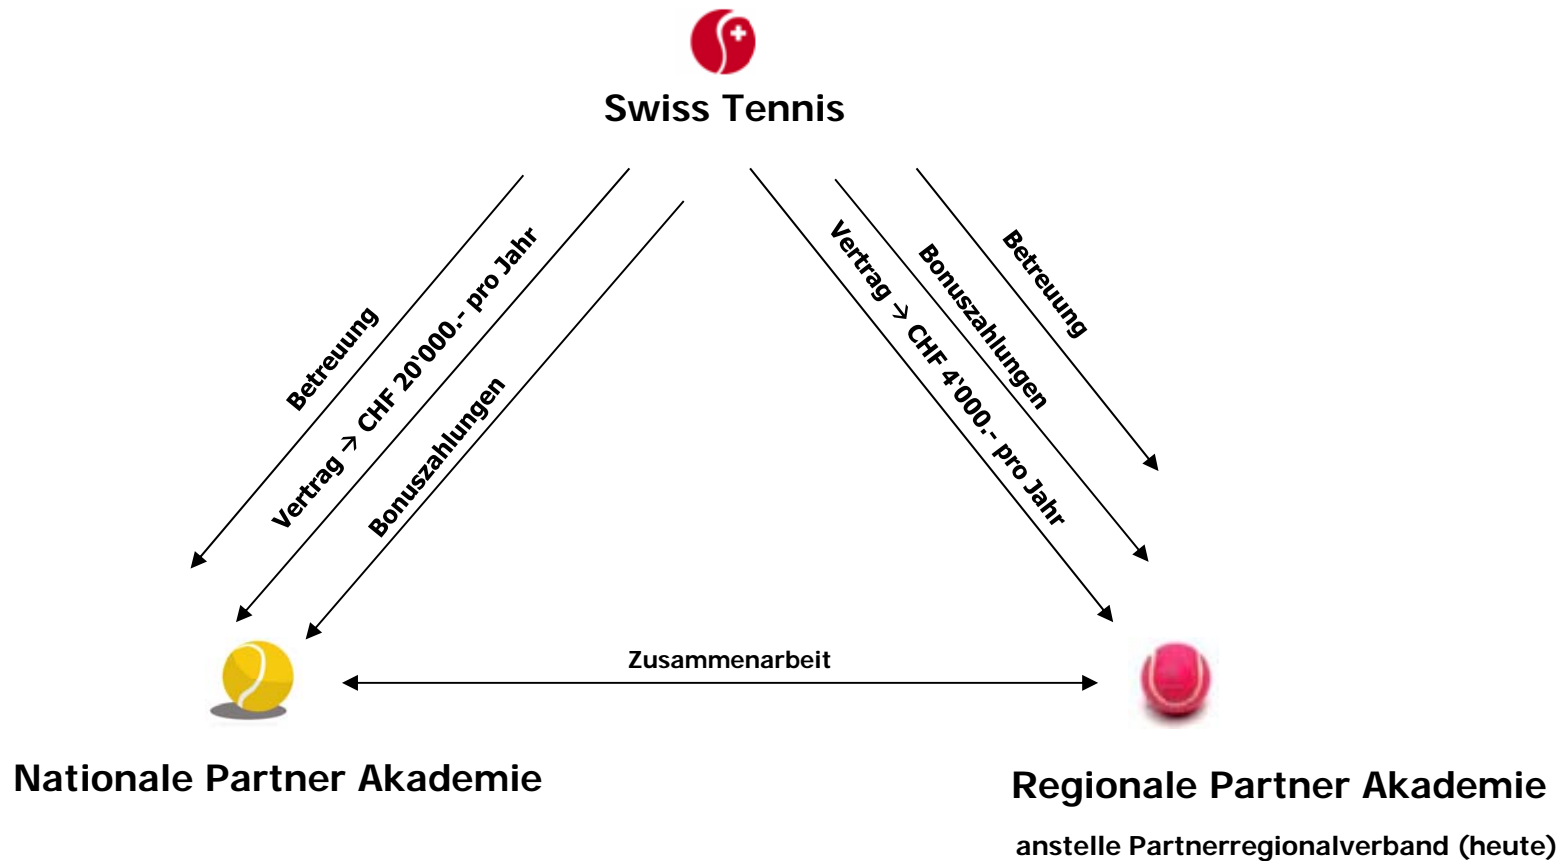 Swiss Tennis
Betreuung
Vertrag → CHF 20‘000.- pro Jahr
Bonuszahlungen
Vertrag → CHF 4‘000.- pro Jahr
Bonuszahlungen
Betreuung
Zusammenarbeit
Nationale Partner Akademie
Regionale Partner Akademie
anstelle Partnerregionalverband (heute)